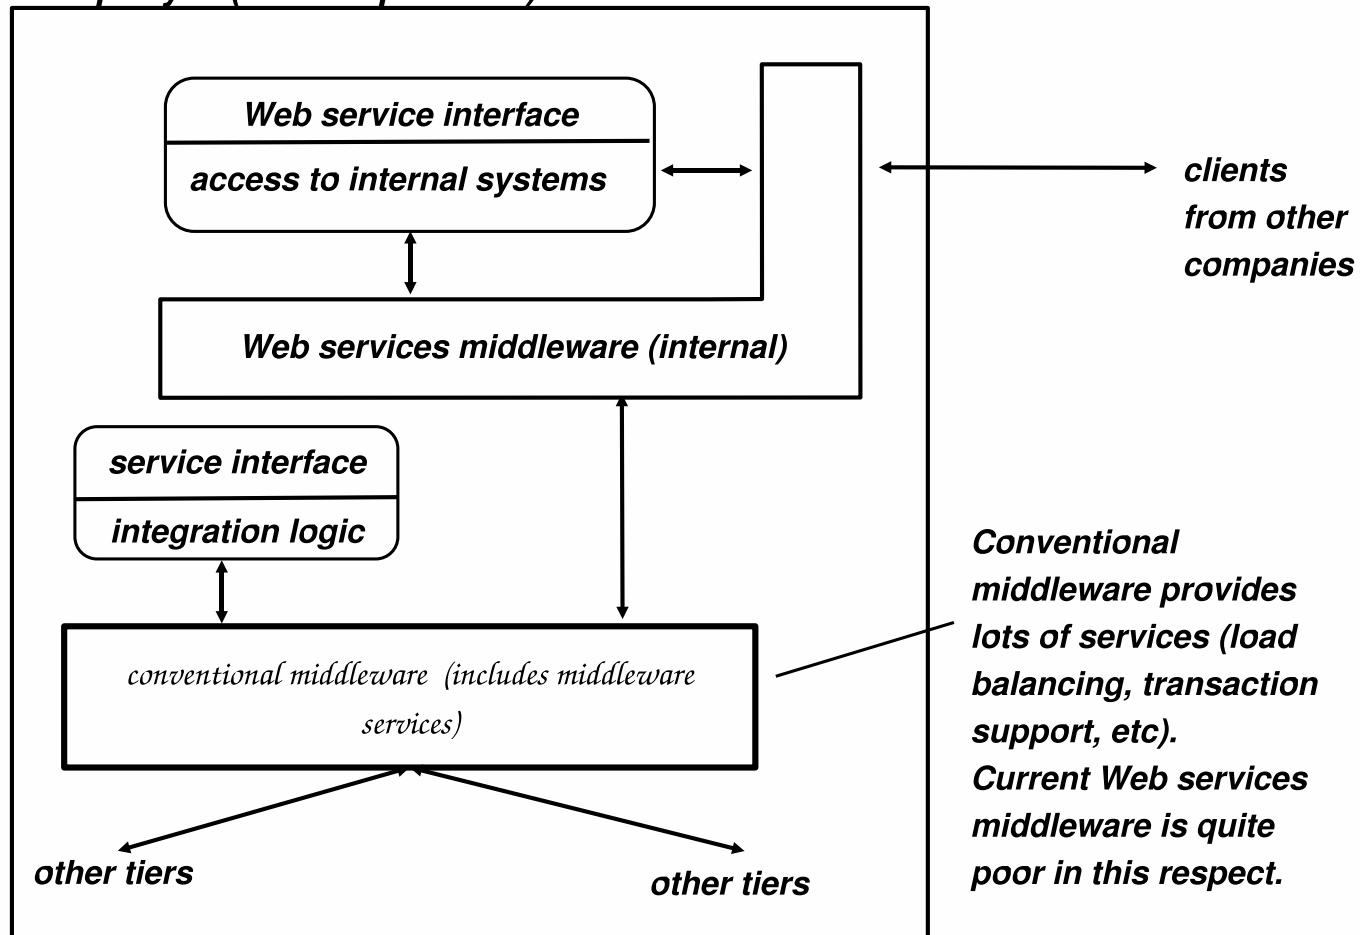 Web service interface
access to internal systems
clients
from other
companies
Web services middleware (internal)
service interface
integration logic
Conventional
middleware provides
lots of services (load
balancing, transaction
support, etc).
Current Web services
middleware is quite
poor in this respect.
conventional middleware (includes middleware
services)
other tiers
other tiers